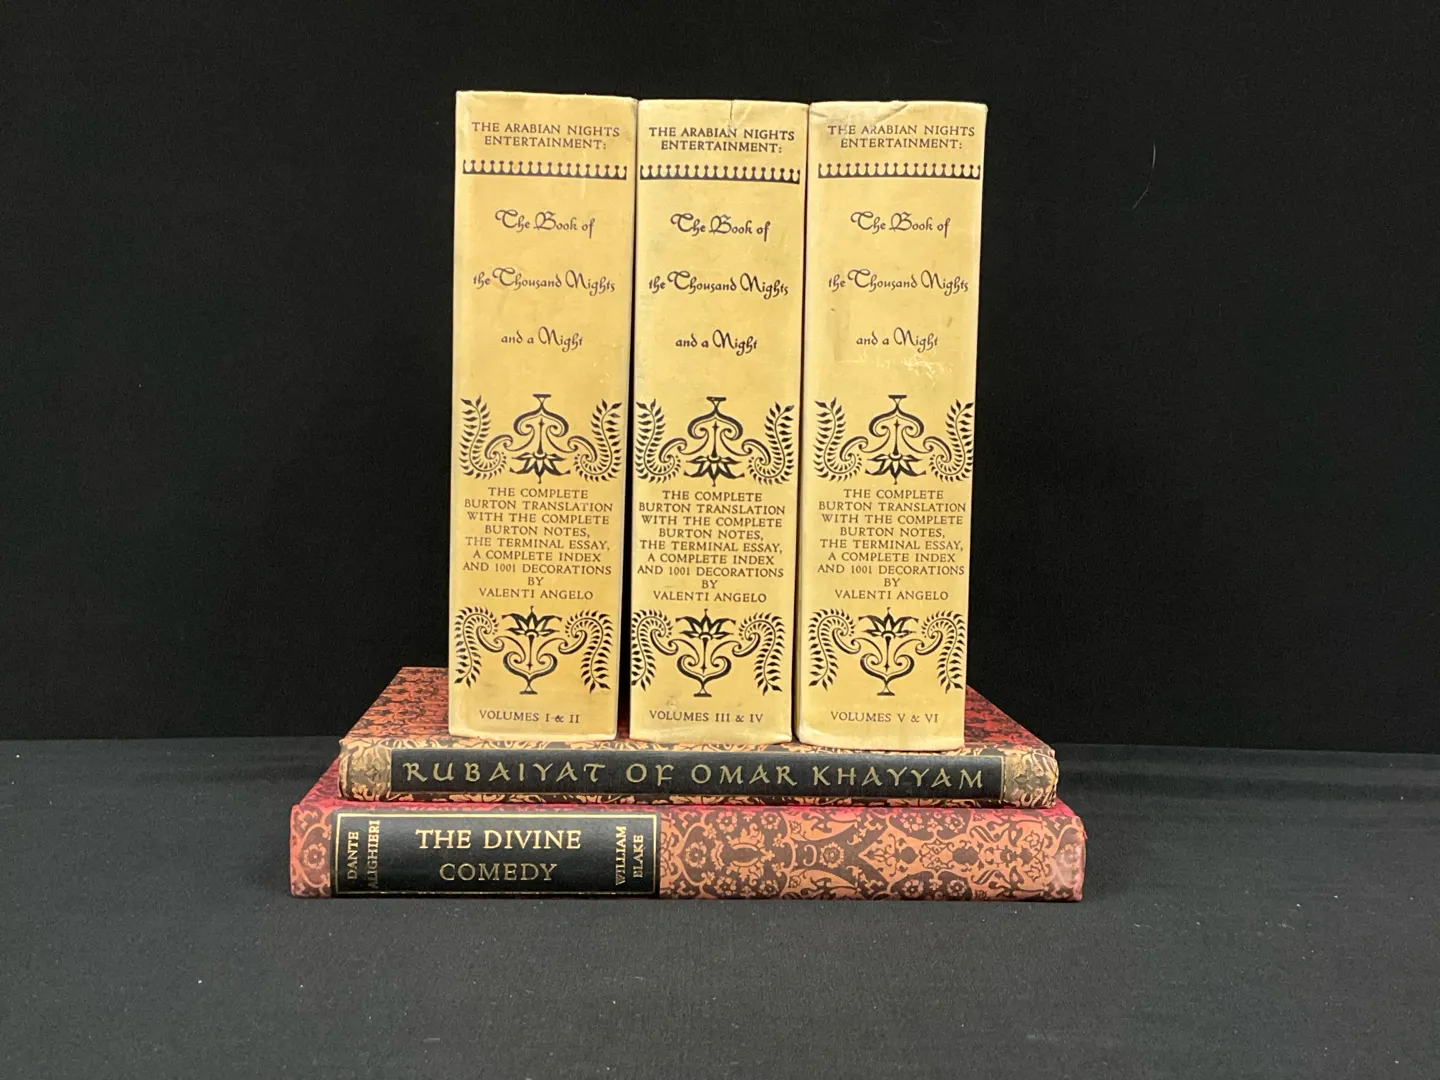 THE ARABIAN NIGHTS
ENTERTAINMENT:
The Book of
the Thousand Nights
and a Night
THE COMPLETE
BURTON TRANSLATION
WITH THE COMPLETE
BURTON NOTES,
THE TERMINAL ESSAY,
A COMPLETE INDEX
AND 1001 DECORATIONS
BY
VALENTI ANGELO
VOLUMES I & II
THE ARABIAN NIGHTS
ENTERTAINMENT:
The Book of
the Thousand Nights
and a Night
THE COMPLETE
BURTON TRANSLATION
WITH THE COMPLETE
BURTON NOTES,
THE TERMINAL ESSAY,
A COMPLETE INDEX
AND 1001 DECORATIONS
BY
VALENTI ANGELO
VOLUMES III & IV
THE ARABIAN NIGHTS
ENTERTAINMENT:
The Book of
the Thousand Nights
and a Night
THE COMPLETE
BURTON TRANSLATION
WITH THE COMPLETE
BURTON NOTES,
THE TERMINAL ESSAY,
A COMPLETE INDEX
AND 1001 DECORATIONS
BY
VALENTI ANGELO
VOLUMES V & VI
RUBAIYAT OF OMAR KHAYYAM
DANTE
ALIGHIERI
THE DIVINE
COMEDY
WILLIAM
BLAKE